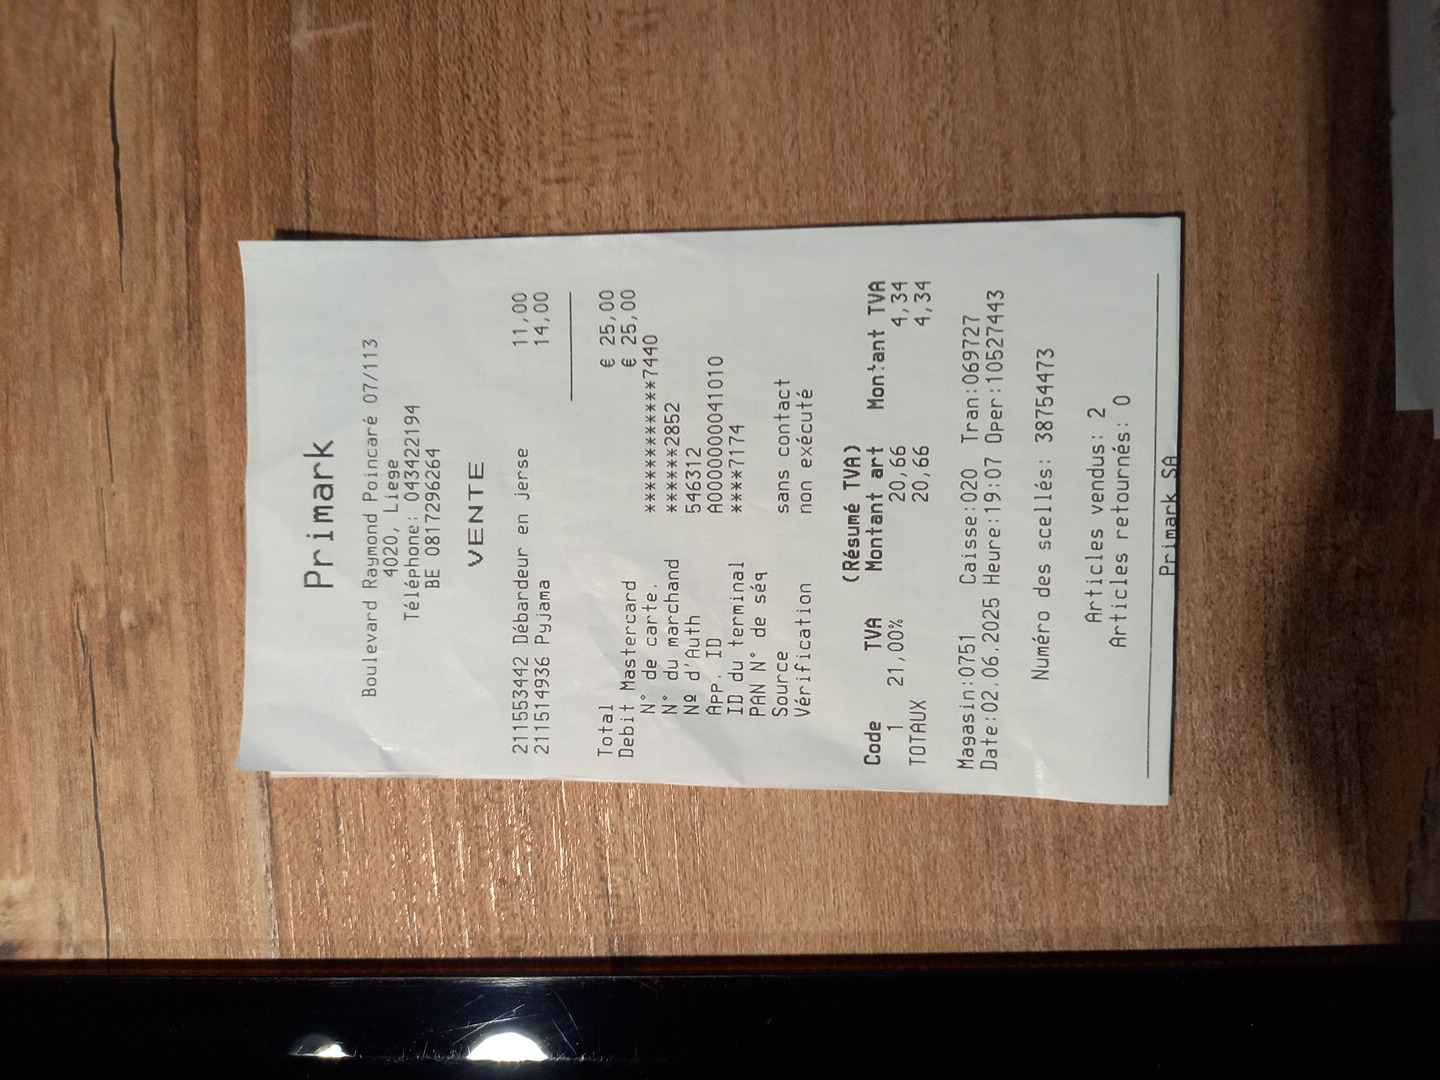 Primark
Boulevard Raymond Poincaré 07/113
4020, Liege
Téléphone: 043422194
BE 0817296264
VENTE
211553442 Débardeur en jerse 11,00
211514936 Pyjama 14,00
Total € 25,00
Debit Mastercard € 25,00
N° de carte. ************7440
N° du marchand ******2852
Nº d'Auth 546312
App. ID A0000000041010
ID du terminal ****7174
PAN N° de séq
Source sans contact
Vérification non exécuté
(Résumé TVA)
Code TVA Montant art Montant TVA
1 21,00% 20,66 4,34
TOTAUX 20,66 4,34
Magasin:0751 Caisse:020 Tran:069727
Date:02.06.2025 Heure:19:07 Oper:10527443
Numéro des scellés: 38754473
Articles vendus: 2
Articles retournés: 0
Primark SA